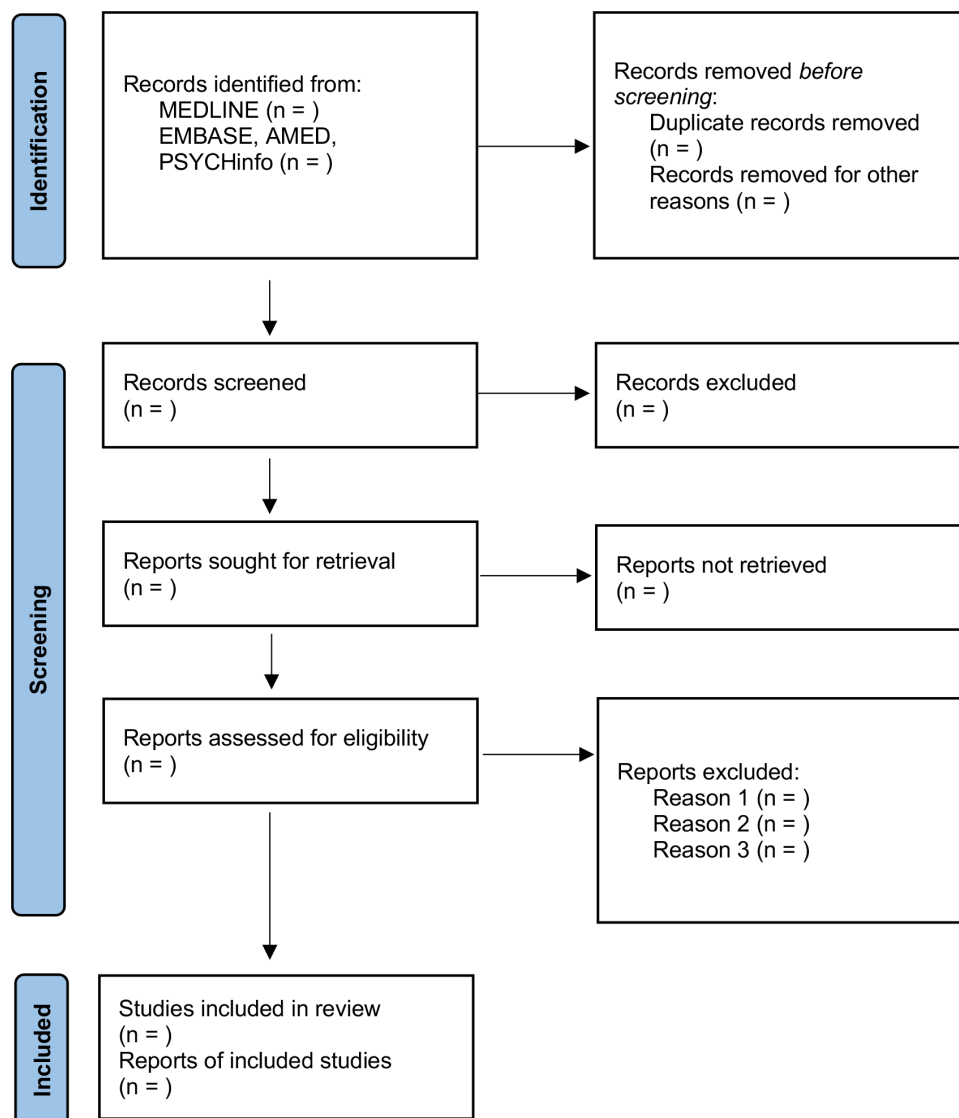 Identification
Records identified from:
MEDLINE (n = )
EMBASE, AMED,
PSYCHinfo (n = )
Records removed before
screening:
Duplicate records removed
(n = )
Records removed for other
reasons (n = )
Screening
Records screened
(n = )
Records excluded
(n = )
Reports sought for retrieval
(n = )
Reports not retrieved
(n = )
Reports assessed for eligibility
(n = )
Reports excluded:
Reason 1 (n = )
Reason 2 (n = )
Reason 3 (n = )
Included
Studies included in review
(n = )
Reports of included studies
(n = )